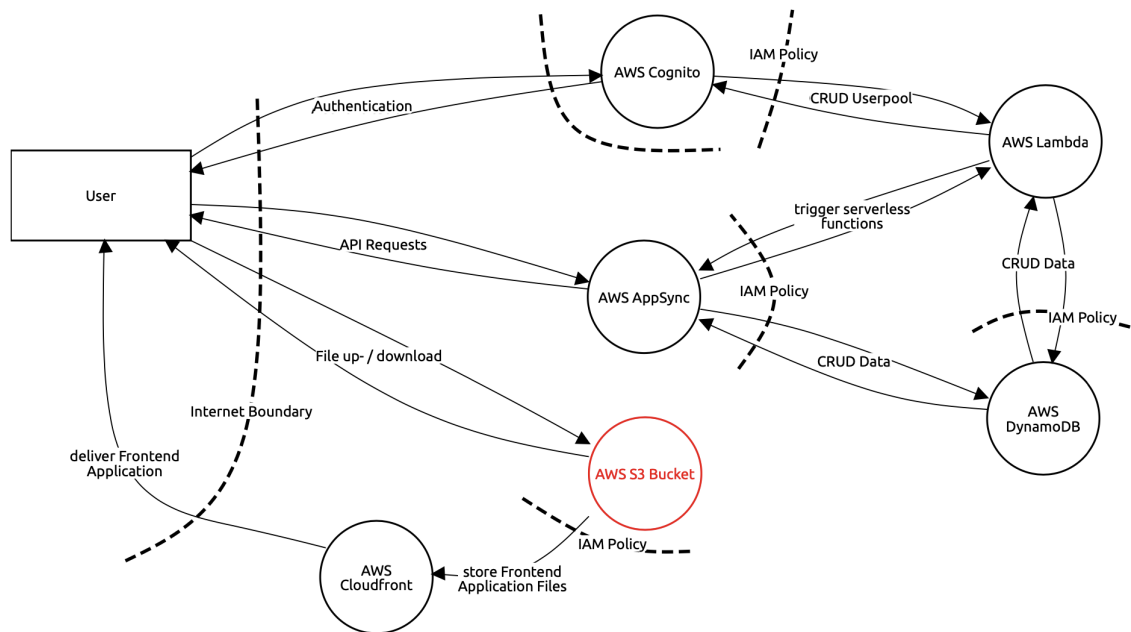 AWS Cognito
IAM Policy
Authentication
CRUD Userpool
AWS Lambda
User
trigger serverless
functions
API Requests
AWS AppSync
IAM Policy
CRUD Data
IAM Policy
File up- / download
CRUD Data
Internet Boundary
AWS
DynamoDB
deliver Frontend
Application
AWS S3 Bucket
IAM Policy
AWS
Cloudfront
store Frontend
Application Files